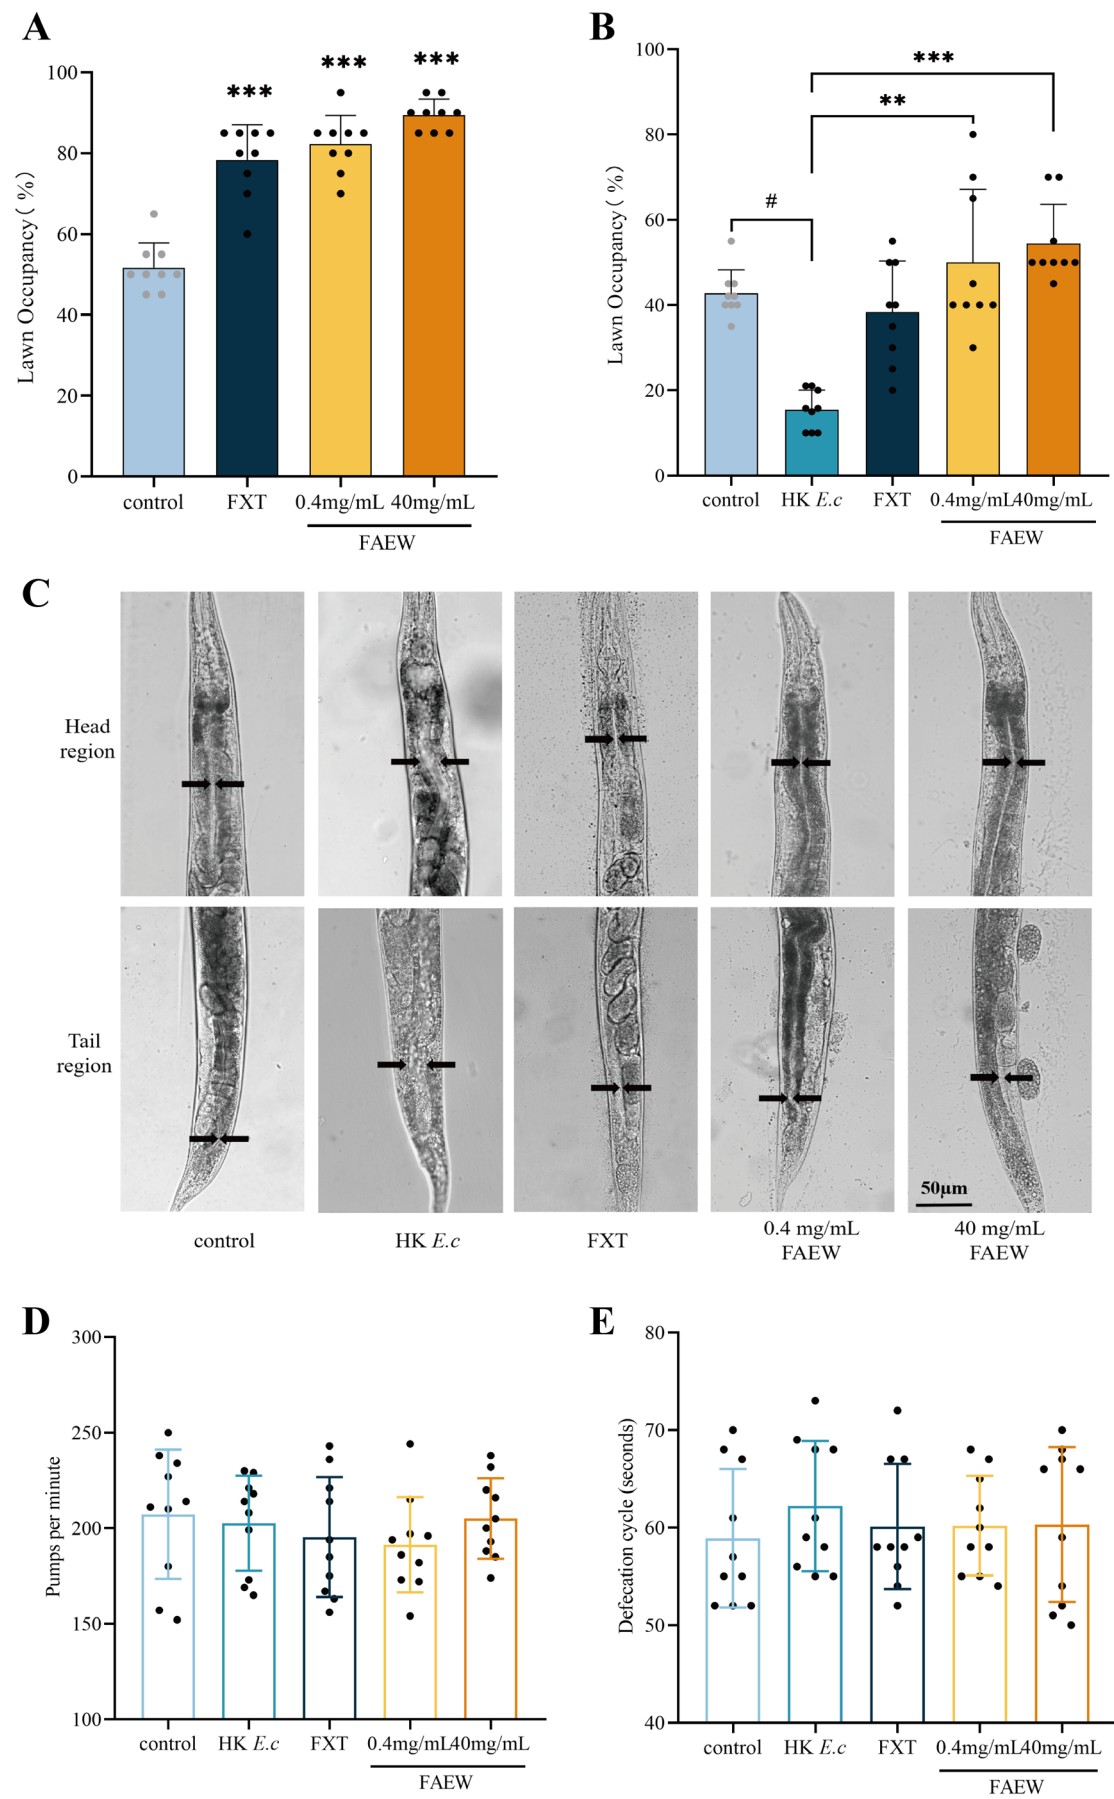 A
Lawn Occupancy ( %)
100
80
60
40
20
0
***
***
***
control
FXT
0.4mg/mL
40mg/mL
FAEW
B
Lawn Occupancy ( %)
100
80
60
40
20
0
***
**
#
control
HK E.c
FXT
0.4mg/mL
40mg/mL
FAEW
C
Head
region
Tail
region
50μm
control
HK E.c
FXT
0.4 mg/mL
FAEW
40 mg/mL
FAEW
D
Pumps per minute
300
250
200
150
100
control
HK E.c
FXT
0.4mg/mL
40mg/mL
FAEW
E
Defecation cycle (seconds)
80
70
60
50
40
control
HK E.c
FXT
0.4mg/mL
40mg/mL
FAEW